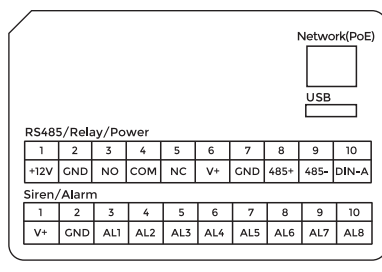 Network(PoE)
USB
RS485/Relay/Power
1 2 3 4 5 6 7 8 9 10
+12V GND NO COM NC V+ GND 485+ 485- DIN-A
Siren/Alarm
1 2 3 4 5 6 7 8 9 10
V+ GND AL1 AL2 AL3 AL4 AL5 AL6 AL7 AL8